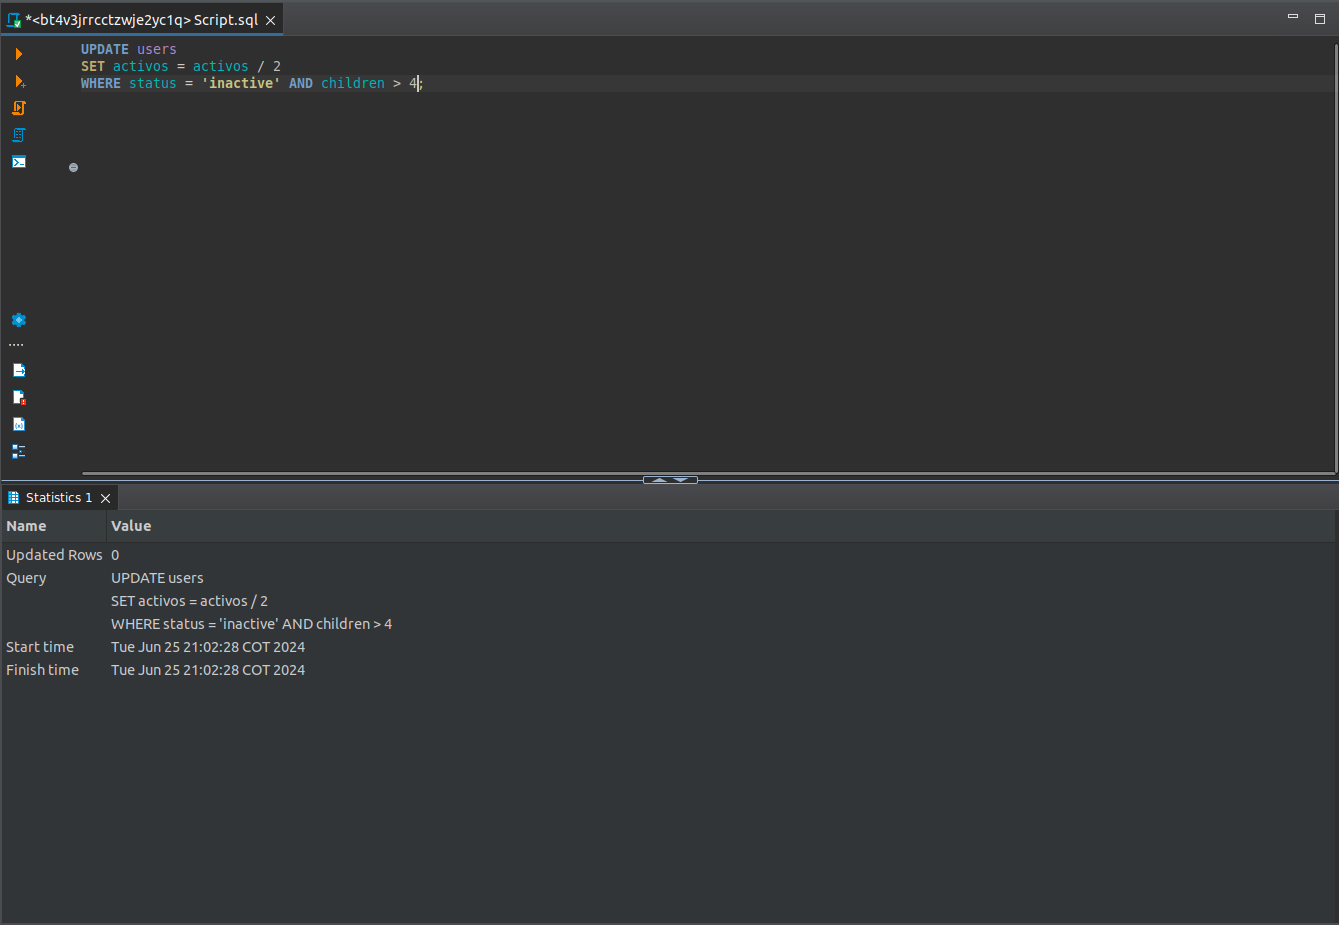 *<bt4v3jrrcctzwje2yc1q> Script.sql
UPDATE users
SET activos = activos / 2
WHERE status = 'inactive' AND children > 4;
Statistics 1
Name Value
Updated Rows 0
Query UPDATE users
SET activos = activos / 2
WHERE status = 'inactive' AND children > 4
Start time Tue Jun 25 21:02:28 COT 2024
Finish time Tue Jun 25 21:02:28 COT 2024